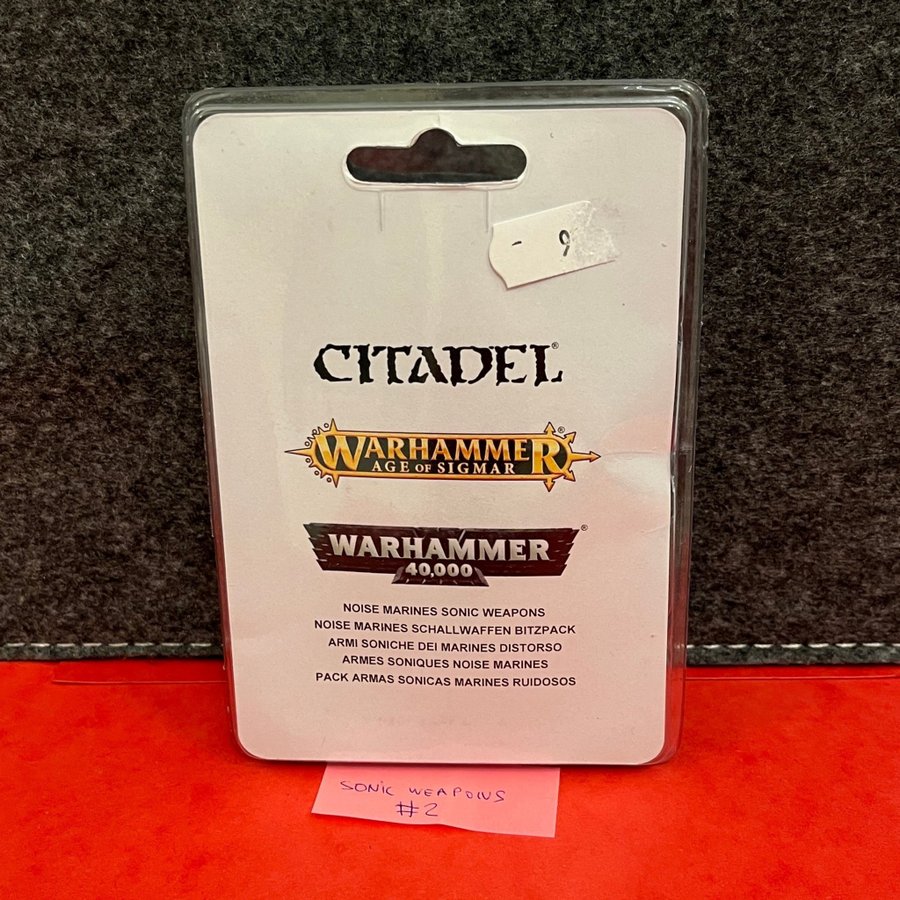 - 9
CITADEL®
WARHAMMER®
AGE OF SIGMAR
WARHAMMER®
40,000
NOISE MARINES SONIC WEAPONS
NOISE MARINES SCHALLWAFFEN BITZPACK
ARMI SONICHE DEI MARINES DISTORSO
ARMES SONIQUES NOISE MARINES
PACK ARMAS SONICAS MARINES RUIDOSOS
SONIC WEAPONS
#2